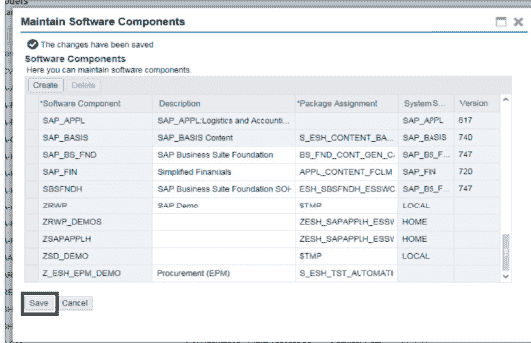 Maintain Software Components
The changes have been saved
Software Components
Here you can maintain software components.
Create Delete
*Software Component Description *Package Assignment System S... Version
SAP_APPL SAP_APPL:Logistics and Accounti... SAP_APPL 617
SAP_BASIS SAP_BASIS Content S_ESH_CONTENT_BA... SAP_BASIS 740
SAP_BS_FND SAP Business Suite Foundation BS_FND_CONT_GEN_C SAP_BS_F... 747
SAP_FIN Simplified Financials APPL_CONTENT_FCLM SAP_FIN 720
SBSFNDH SAP Business Suite Foundation SOH ESH_SBSFNDH_ESSWC SAP_BS_F... 747
ZRWP SAP Demo $TMP LOCAL
ZRWP_DEMOS ZESH_SAPAPPLH_ESSW HOME
ZSAPAPPLH ZESH_SAPAPPLH_ESSW HOME
ZSD_DEMO $TMP LOCAL
Z_ESH_EPM_DEMO Procurement (EPM) S_ESH_TST_AUTOMATI
Save Cancel